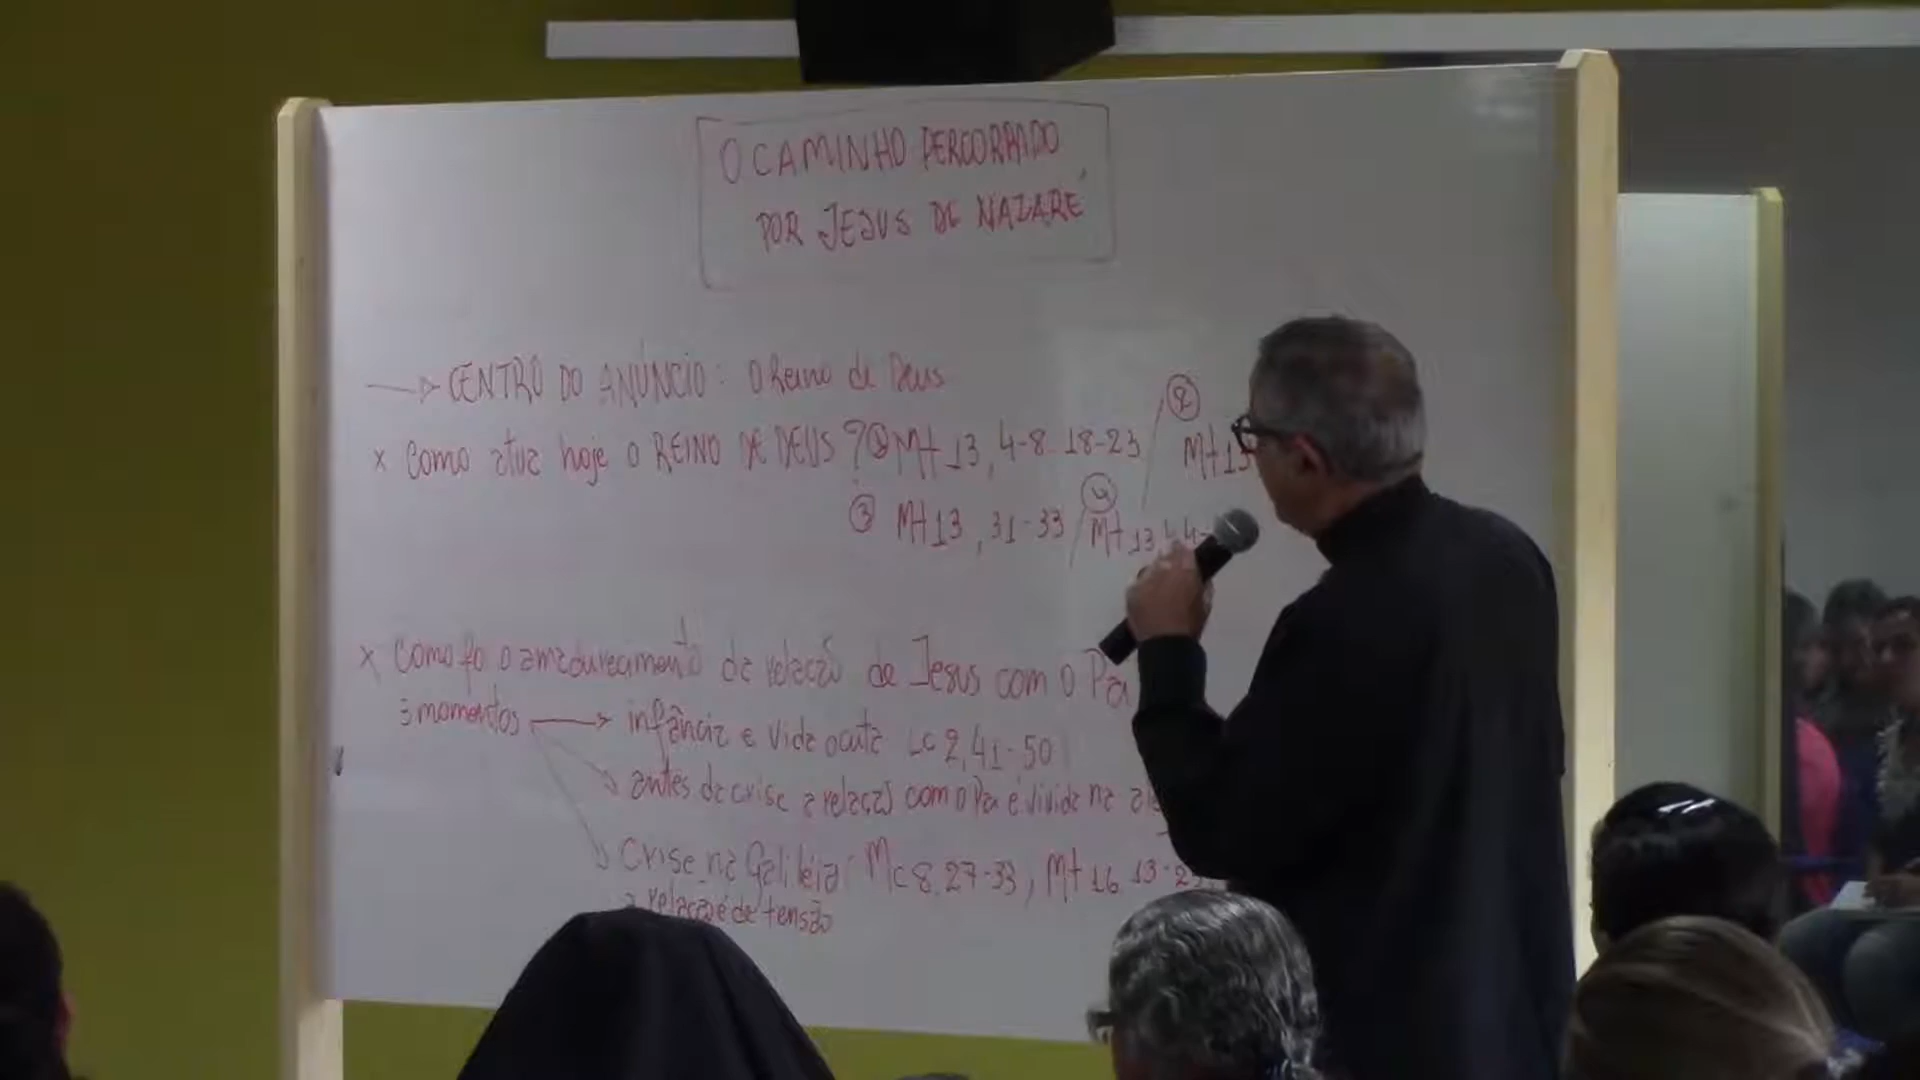 O CAMINHO PERCORRIDO
POR JESUS DE NAZARÉ
CENTRO DO ANÚNCIO: O Reino de Deus
x Como atua hoje o REINO DE DEUS? ① Mt 13, 4-8. 18-23
② Mt 13
③ Mt 13, 31-33 / ④ Mt 13, 44-
x Como foi o amadurecimento da relação de Jesus com o Pai
3 momentos → infância e vida oculta Lc 2, 41-50
antes da crise a relação com o Pai é vivida na
Crise na Galileia: Mc 8, 27-33, Mt 16, 13-2
a relação é de tensão